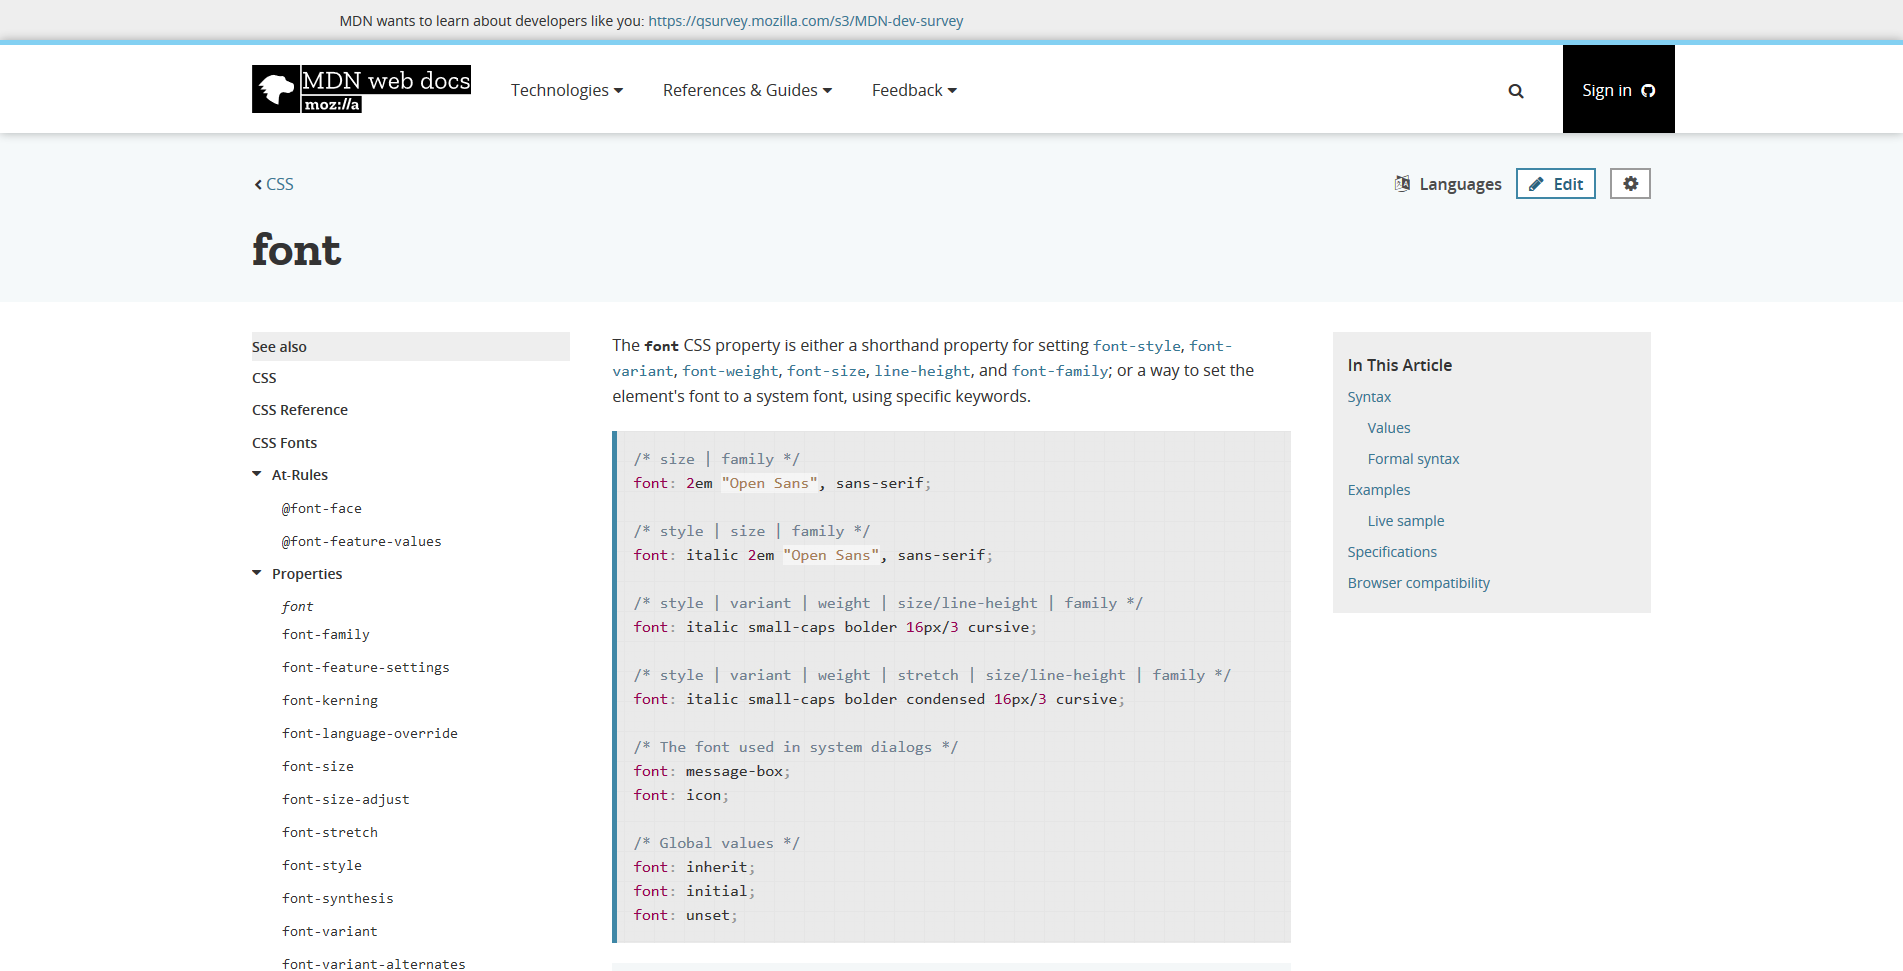 MDN wants to learn about developers like you: https://qsurvey.mozilla.com/s3/MDN-dev-survey
MDN web docs
moz://a
Technologies
References & Guides
Feedback
Sign in
CSS
Languages
Edit
font
See also
CSS
CSS Reference
CSS Fonts
At-Rules
@font-face
@font-feature-values
Properties
font
font-family
font-feature-settings
font-kerning
font-language-override
font-size
font-size-adjust
font-stretch
font-style
font-synthesis
font-variant
font-variant-alternates
The font CSS property is either a shorthand property for setting font-style, font-
variant, font-weight, font-size, line-height, and font-family; or a way to set the
element's font to a system font, using specific keywords.
/* size | family */
font: 2em "Open Sans", sans-serif;
/* style | size | family */
font: italic 2em "Open Sans", sans-serif;
/* style | variant | weight | size/line-height | family */
font: italic small-caps bolder 16px/3 cursive;
/* style | variant | weight | stretch | size/line-height | family */
font: italic small-caps bolder condensed 16px/3 cursive;
/* The font used in system dialogs */
font: message-box;
font: icon;
/* Global values */
font: inherit;
font: initial;
font: unset;
In This Article
Syntax
Values
Formal syntax
Examples
Live sample
Specifications
Browser compatibility